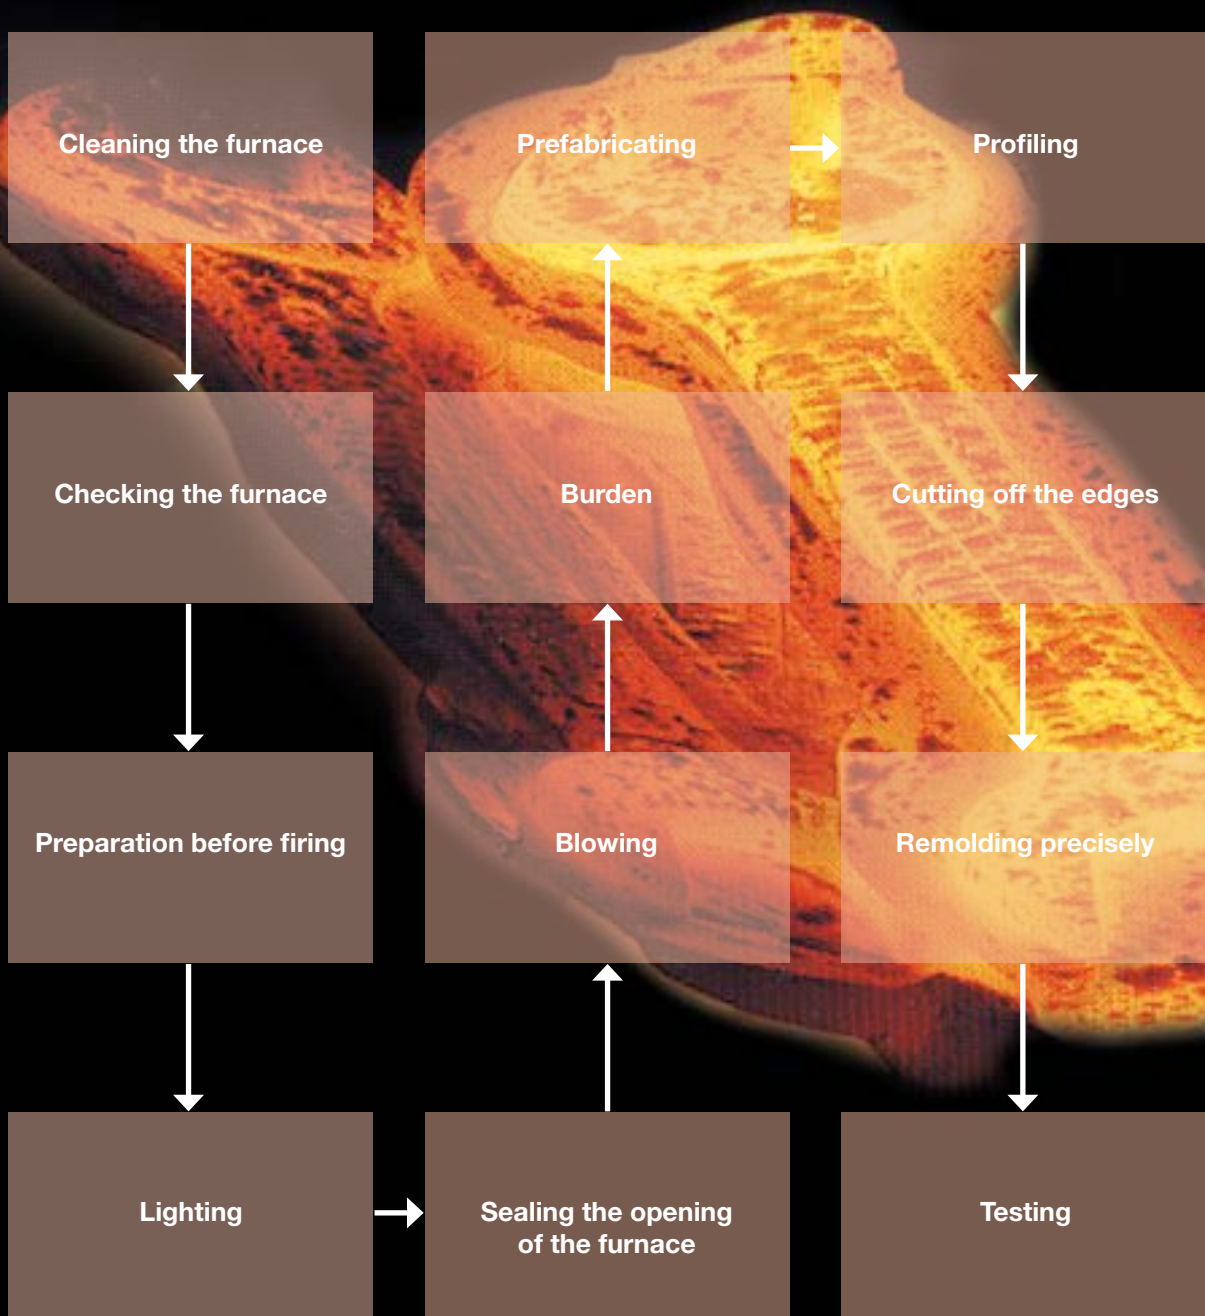 Cleaning the furnace
Checking the furnace
Preparation before firing
Lighting
Sealing the opening
of the furnace
Blowing
Burden
Prefabricating
Profiling
Cutting off the edges
Remolding precisely
Testing